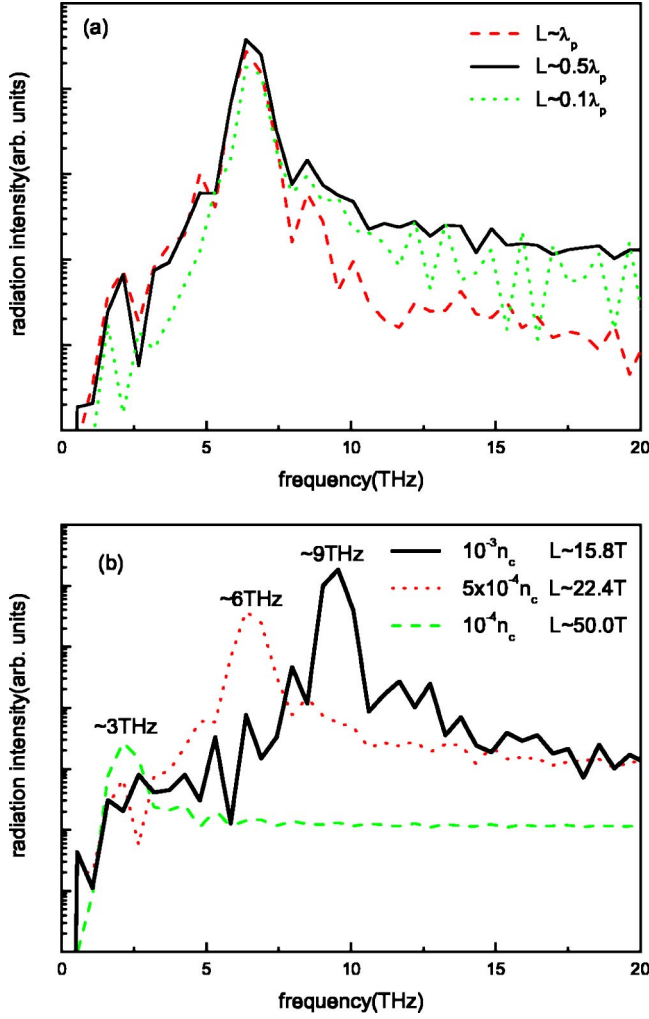 (a)
L~λp
L~0.5λp
L~0.1λp
radiation intensity(arb. units)
0 5 10 15 20
frequency(THz)
(b)
~9THz
10⁻³nc L~15.8T
~6THz
5x10⁻⁴nc L~22.4T
10⁻⁴nc L~50.0T
~3THz
radiation intensity(arb. units)
0 5 10 15 20
frequency(THz)